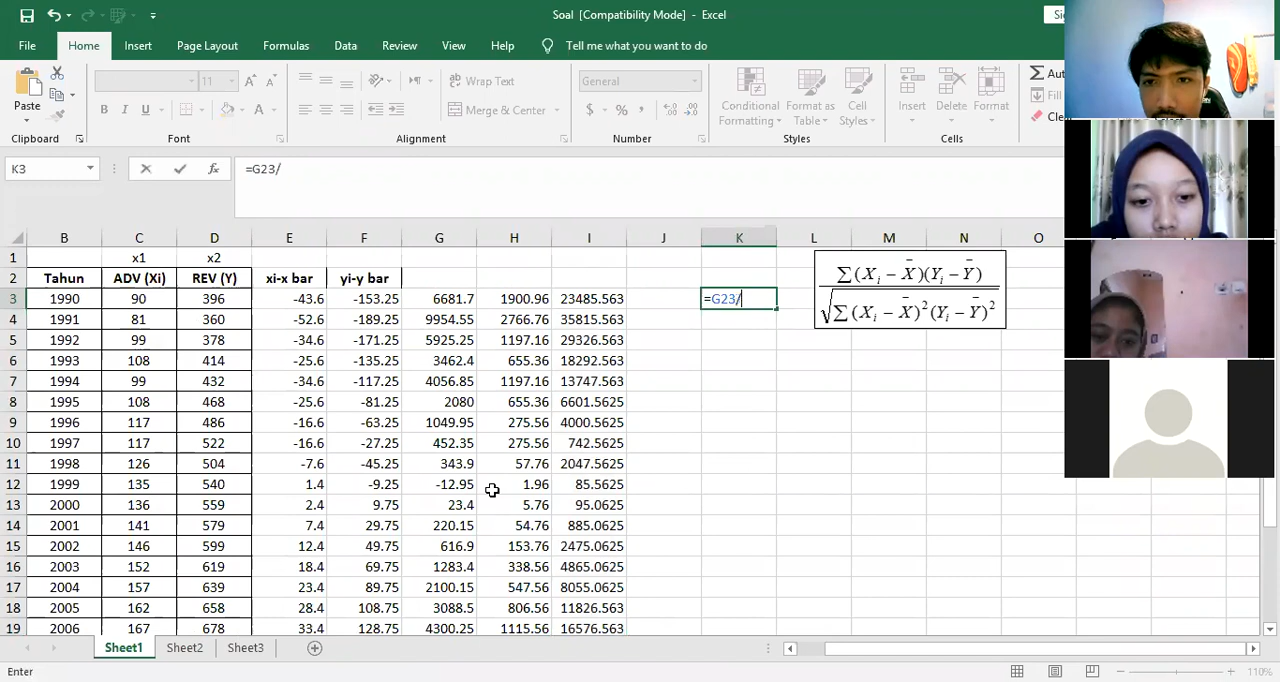 Soal [Compatibility Mode] - Excel
File Home Insert Page Layout Formulas Data Review View Help Tell me what you want to do
Paste
11
Wrap Text
Merge & Center
General
Conditional Formatting
Format as Table
Cell Styles
Insert
Delete
Format
Clipboard Font Alignment Number Styles Cells
K3 =G23/
B C D E F G H I J K L M N O
1 x1 x2
2 Tahun ADV (Xi) REV (Y) xi-x bar yi-y bar
3 1990 90 396 -43.6 -153.25 6681.7 1900.96 23485.563 =G23/
4 1991 81 360 -52.6 -189.25 9954.55 2766.76 35815.563
5 1992 99 378 -34.6 -171.25 5925.25 1197.16 29326.563
6 1993 108 414 -25.6 -135.25 3462.4 655.36 18292.563
7 1994 99 432 -34.6 -117.25 4056.85 1197.16 13747.563
8 1995 108 468 -25.6 -81.25 2080 655.36 6601.5625
9 1996 117 486 -16.6 -63.25 1049.95 275.56 4000.5625
10 1997 117 522 -16.6 -27.25 452.35 275.56 742.5625
11 1998 126 504 -7.6 -45.25 343.9 57.76 2047.5625
12 1999 135 540 1.4 -9.25 -12.95 1.96 85.5625
13 2000 136 559 2.4 9.75 23.4 5.76 95.0625
14 2001 141 579 7.4 29.75 220.15 54.76 885.0625
15 2002 146 599 12.4 49.75 616.9 153.76 2475.0625
16 2003 152 619 18.4 69.75 1283.4 338.56 4865.0625
17 2004 157 639 23.4 89.75 2100.15 547.56 8055.0625
18 2005 162 658 28.4 108.75 3088.5 806.56 11826.563
19 2006 167 678 33.4 128.75 4300.25 1115.56 16576.563
∑(Xᵢ − X̄)(Yᵢ − Ȳ)
√∑(Xᵢ − X̄)²(Yᵢ − Ȳ)²
Sheet1 Sheet2 Sheet3
Enter 110%